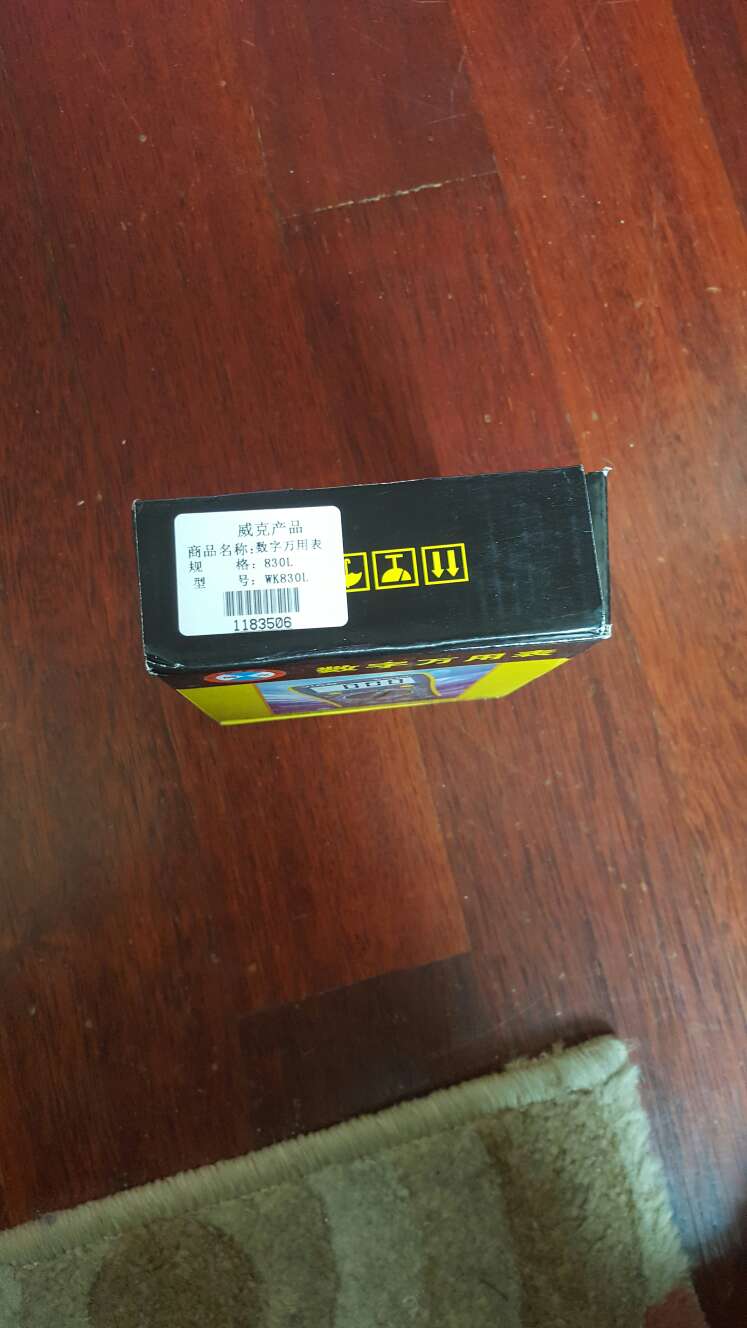 威克产品
商品名称:数字万用表
规 格: 830L
型 号: WK830L
1183506
数字万用表
000